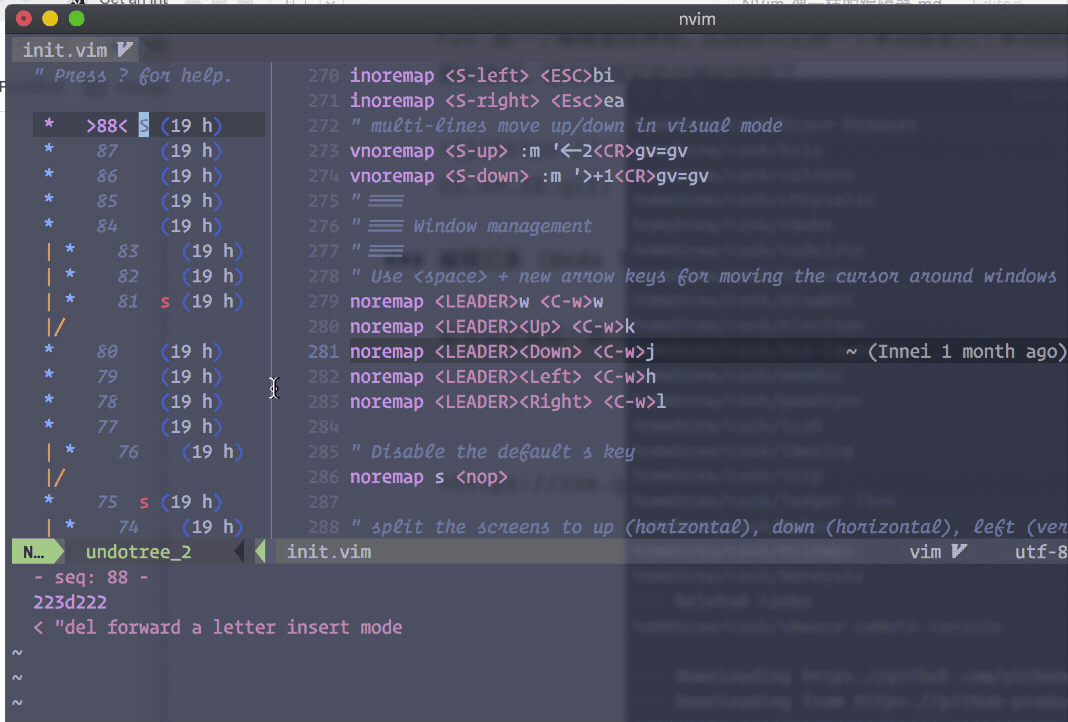 nvim
init.vim
" Press ? for help.
* >88< S (19 h)
* 87 (19 h)
* 86 (19 h)
* 85 (19 h)
* 84 (19 h)
| * 83 (19 h)
| * 82 (19 h)
| * 81 s (19 h)
|/
* 80 (19 h)
* 79 (19 h)
* 78 (19 h)
* 77 (19 h)
| * 76 (19 h)
|/
* 75 s (19 h)
| * 74 (19 h)
270 inoremap <S-left> <ESC>bi
271 inoremap <S-right> <Esc>ea
272 " multi-lines move up/down in visual mode
273 vnoremap <S-up> :m '<-2<CR>gv=gv
274 vnoremap <S-down> :m '>+1<CR>gv=gv
275 " ===
276 " === Window management
277 " ===
278 " Use <space> + new arrow keys for moving the cursor around windows
279 noremap <LEADER>w <C-w>w
280 noremap <LEADER><Up> <C-w>k
281 noremap <LEADER><Down> <C-w>j ~ (Innei 1 month ago)
282 noremap <LEADER><Left> <C-w>h
283 noremap <LEADER><Right> <C-w>l
284
285 " Disable the default s key
286 noremap s <nop>
287
288 " split the screens to up (horizontal), down (horizontal), left (ver
N… undotree_2 init.vim vim utf-8
- seq: 88 -
223d222
< "del forward a letter insert mode
~
~
~